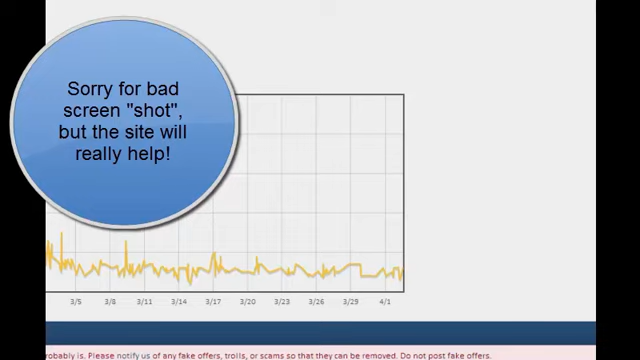 Sorry for bad
screen "shot",
but the site will
really help!
3/5 3/8 3/11 3/14 3/17 3/20 3/23 3/26 3/29 4/1
robably is. Please notify us of any fake offers, trolls, or scams so that they can be removed. Do not post fake offers.